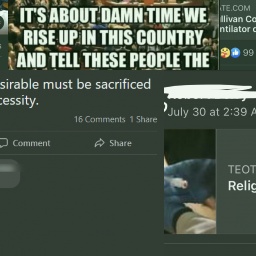 IT'S ABOUT DAMN TIME WE
RISE UP IN THIS COUNTRY
AND TELL THESE PEOPLE THE
TE.COM
llivan Co
ntilator c
99
sirable must be sacrificed
cessity.
16 Comments 1 Share
Comment
Share
July 30 at 2:39 A
TEOT
Relig